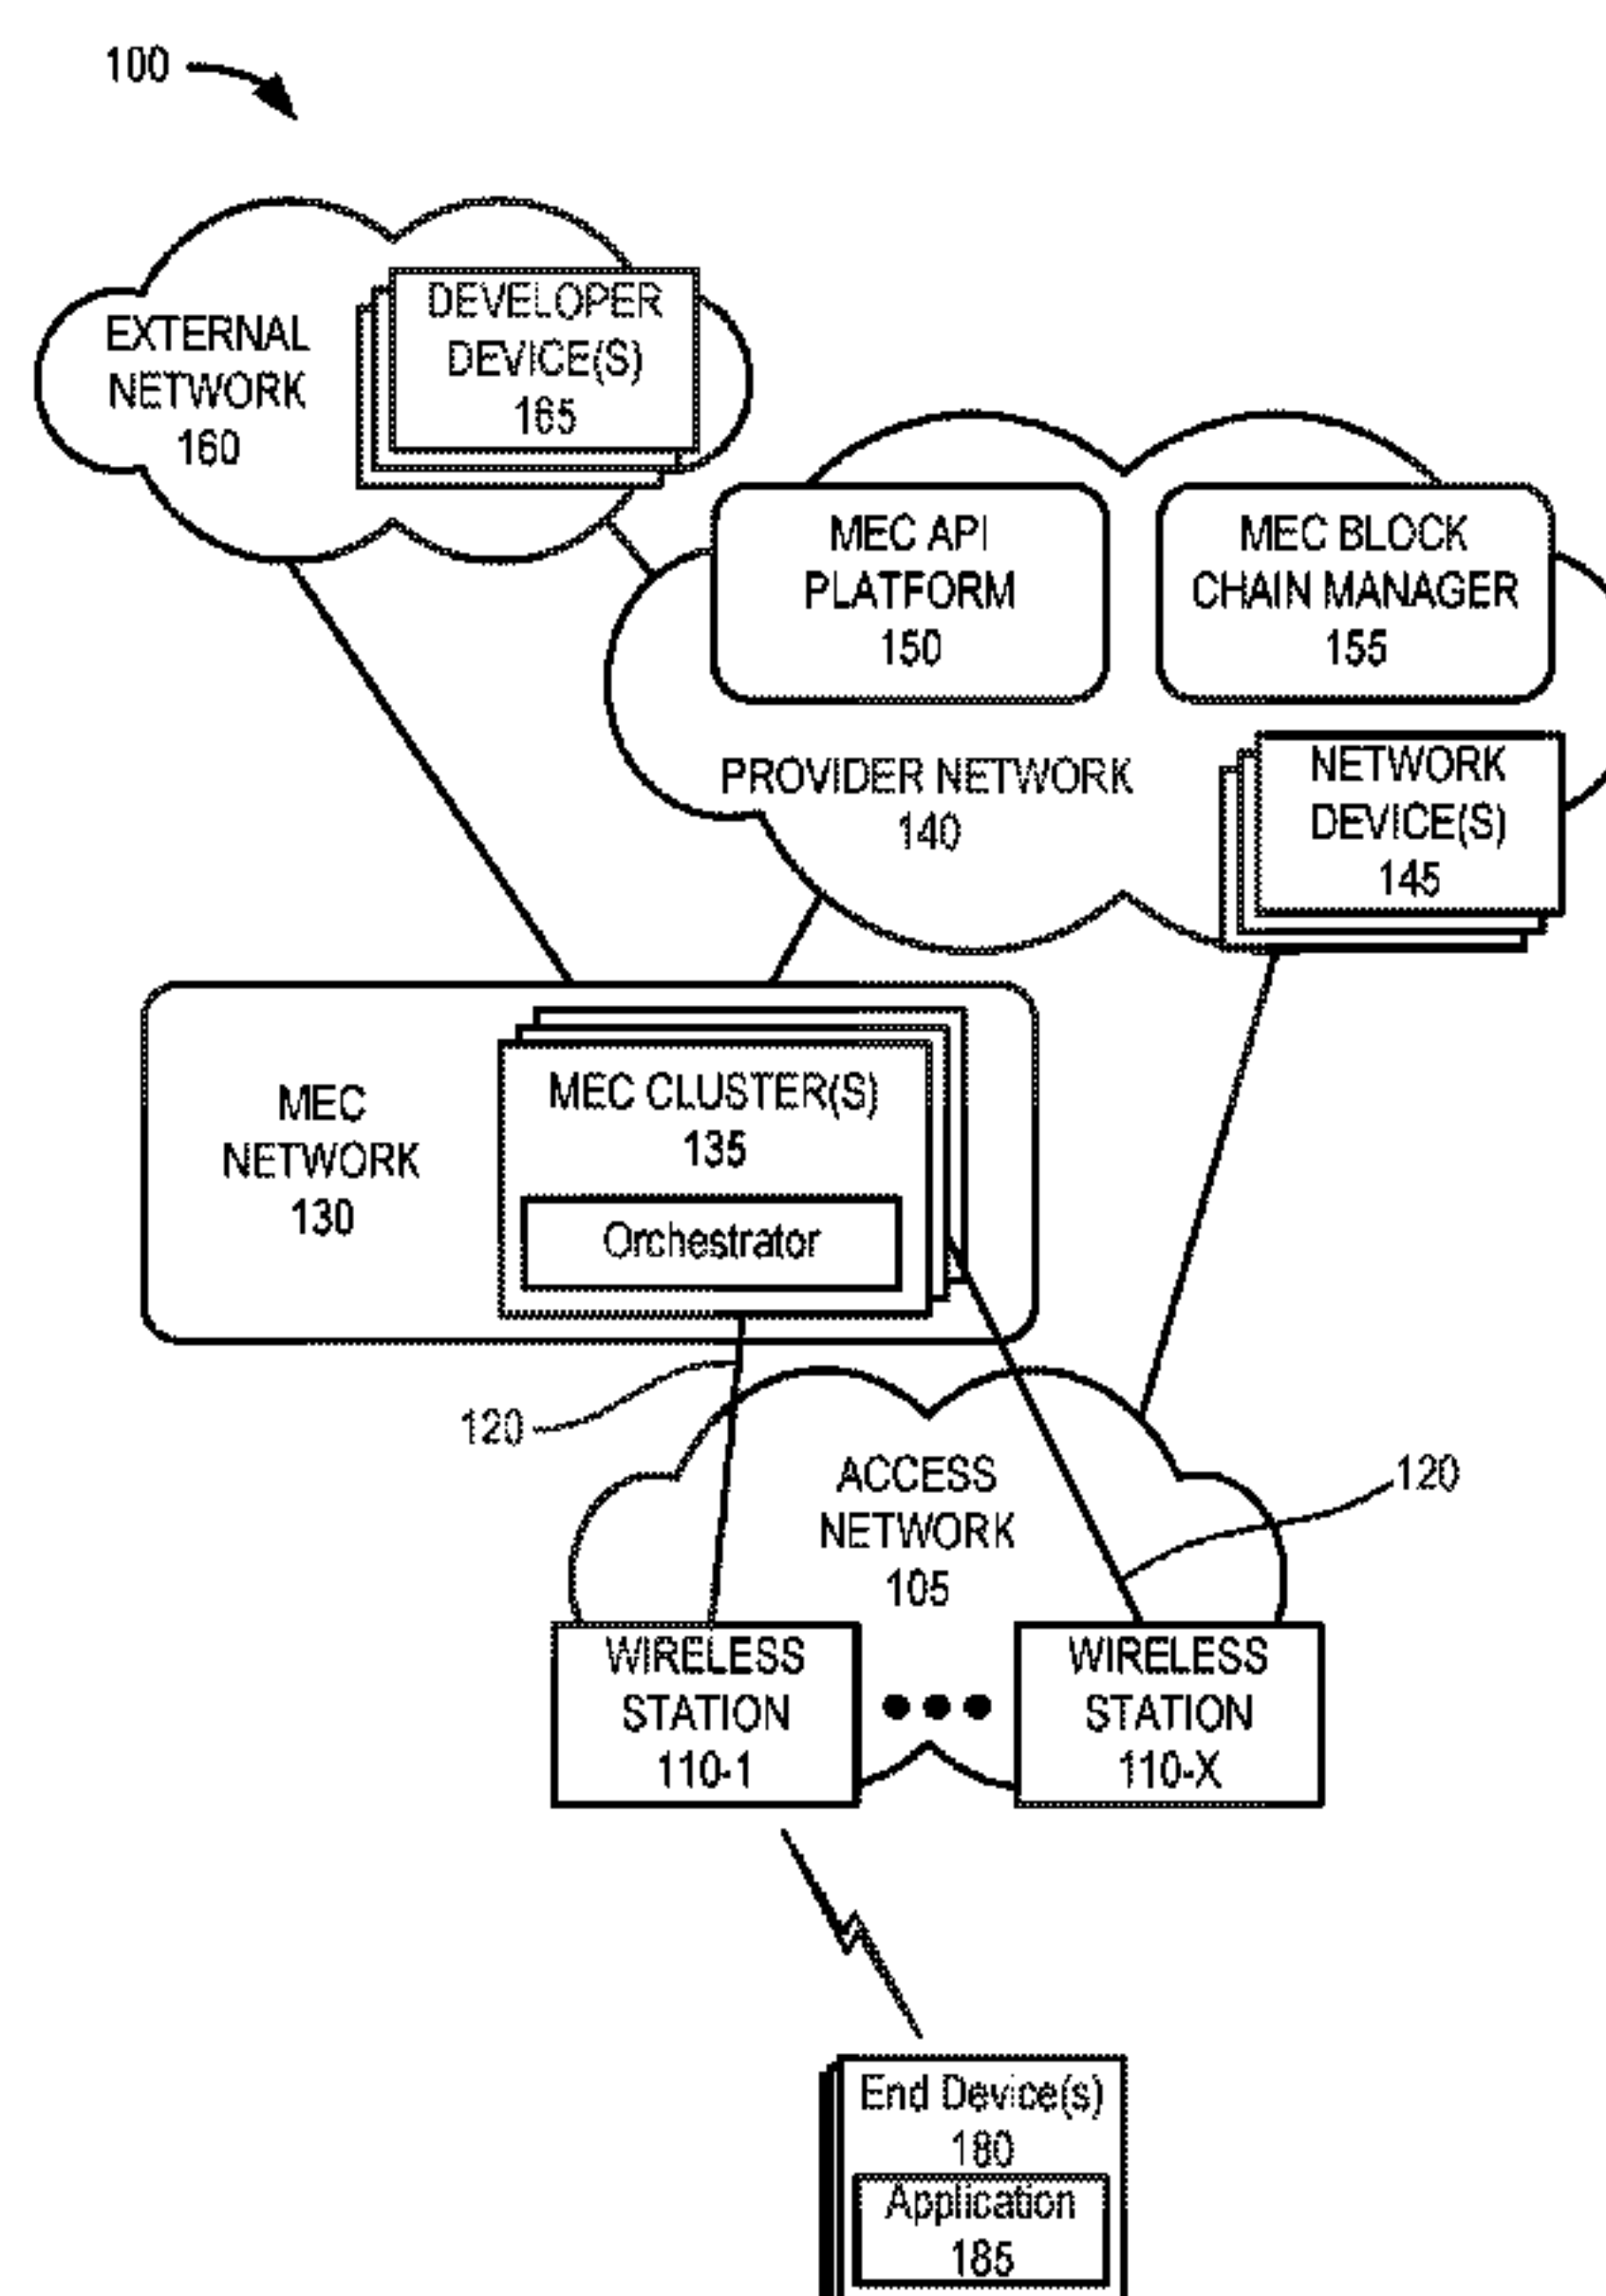 100
EXTERNAL
NETWORK
160
DEVELOPER
DEVICE(S)
165
MEC API
PLATFORM
150
MEC BLOCK
CHAIN MANAGER
155
PROVIDER NETWORK
140
NETWORK
DEVICE(S)
145
MEC
NETWORK
130
MEC CLUSTER(S)
135
Orchestrator
120
ACCESS
NETWORK
105
120
WIRELESS
STATION
110-1
WIRELESS
STATION
110-X
End Device(s)
180
Application
185